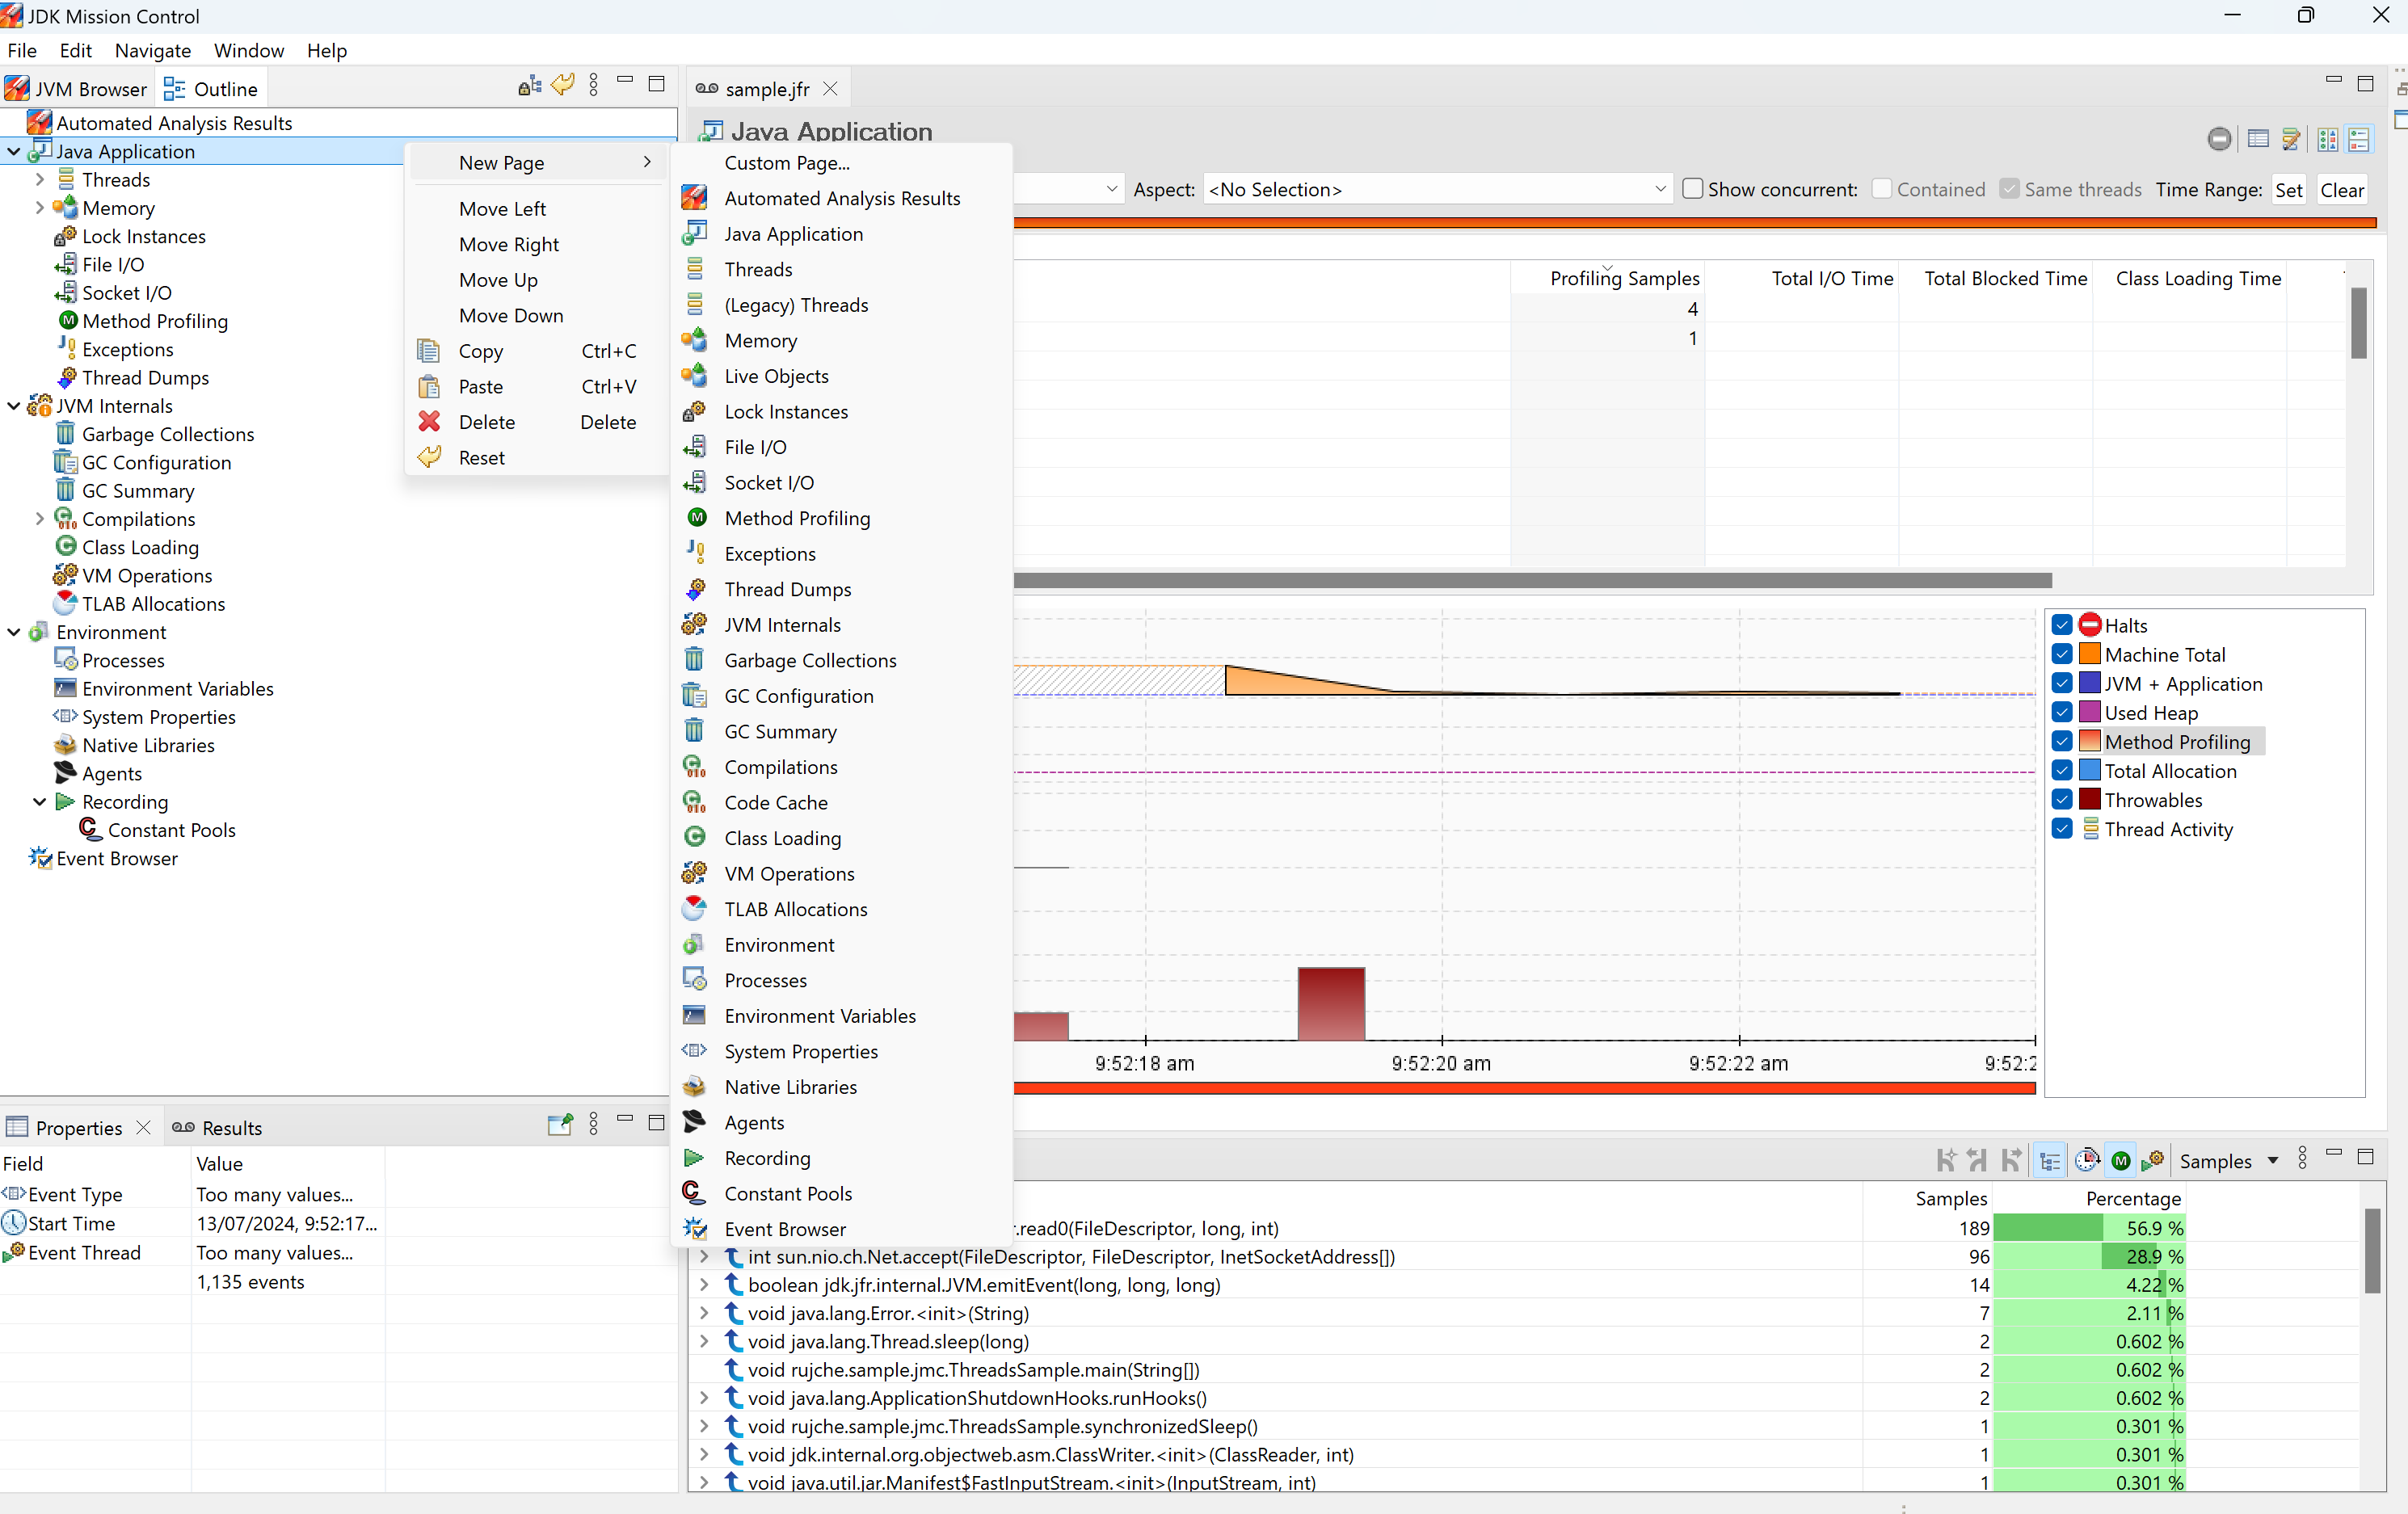 JDK Mission Control
File Edit Navigate Window Help
JVM Browser Outline
Automated Analysis Results
Java Application
Threads
Memory
Lock Instances
File I/O
Socket I/O
Method Profiling
Exceptions
Thread Dumps
JVM Internals
Garbage Collections
GC Configuration
GC Summary
Compilations
Class Loading
VM Operations
TLAB Allocations
Environment
Processes
Environment Variables
System Properties
Native Libraries
Agents
Recording
Constant Pools
Event Browser
New Page
Move Left
Move Right
Move Up
Move Down
Copy Ctrl+C
Paste Ctrl+V
Delete Delete
Reset
Custom Page...
Automated Analysis Results
Java Application
Threads
(Legacy) Threads
Memory
Live Objects
Lock Instances
File I/O
Socket I/O
Method Profiling
Exceptions
Thread Dumps
JVM Internals
Garbage Collections
GC Configuration
GC Summary
Compilations
Code Cache
Class Loading
VM Operations
TLAB Allocations
Environment
Processes
Environment Variables
System Properties
Native Libraries
Agents
Recording
Constant Pools
Event Browser
sample.jfr
Java Application
Aspect: <No Selection> Show concurrent: Contained Same threads Time Range: Set Clear
Profiling Samples Total I/O Time Total Blocked Time Class Loading Time
4
1
Halts
Machine Total
JVM + Application
Used Heap
Method Profiling
Total Allocation
Throwables
Thread Activity
9:52:18 am 9:52:20 am 9:52:22 am 9:52:2
Properties Results
Field Value
Event Type Too many values...
Start Time 13/07/2024, 9:52:17...
Event Thread Too many values...
1,135 events
Samples
Samples Percentage
.read0(FileDescriptor, long, int) 189 56.9 %
int sun.nio.ch.Net.accept(FileDescriptor, FileDescriptor, InetSocketAddress[]) 96 28.9 %
boolean jdk.jfr.internal.JVM.emitEvent(long, long, long) 14 4.22 %
void java.lang.Error.<init>(String) 7 2.11 %
void java.lang.Thread.sleep(long) 2 0.602 %
void rujche.sample.jmc.ThreadsSample.main(String[]) 2 0.602 %
void java.lang.ApplicationShutdownHooks.runHooks() 2 0.602 %
void rujche.sample.jmc.ThreadsSample.synchronizedSleep() 1 0.301 %
void jdk.internal.org.objectweb.asm.ClassWriter.<init>(ClassReader, int) 1 0.301 %
void java.util.jar.Manifest$FastInputStream.<init>(InputStream, int) 1 0.301 %